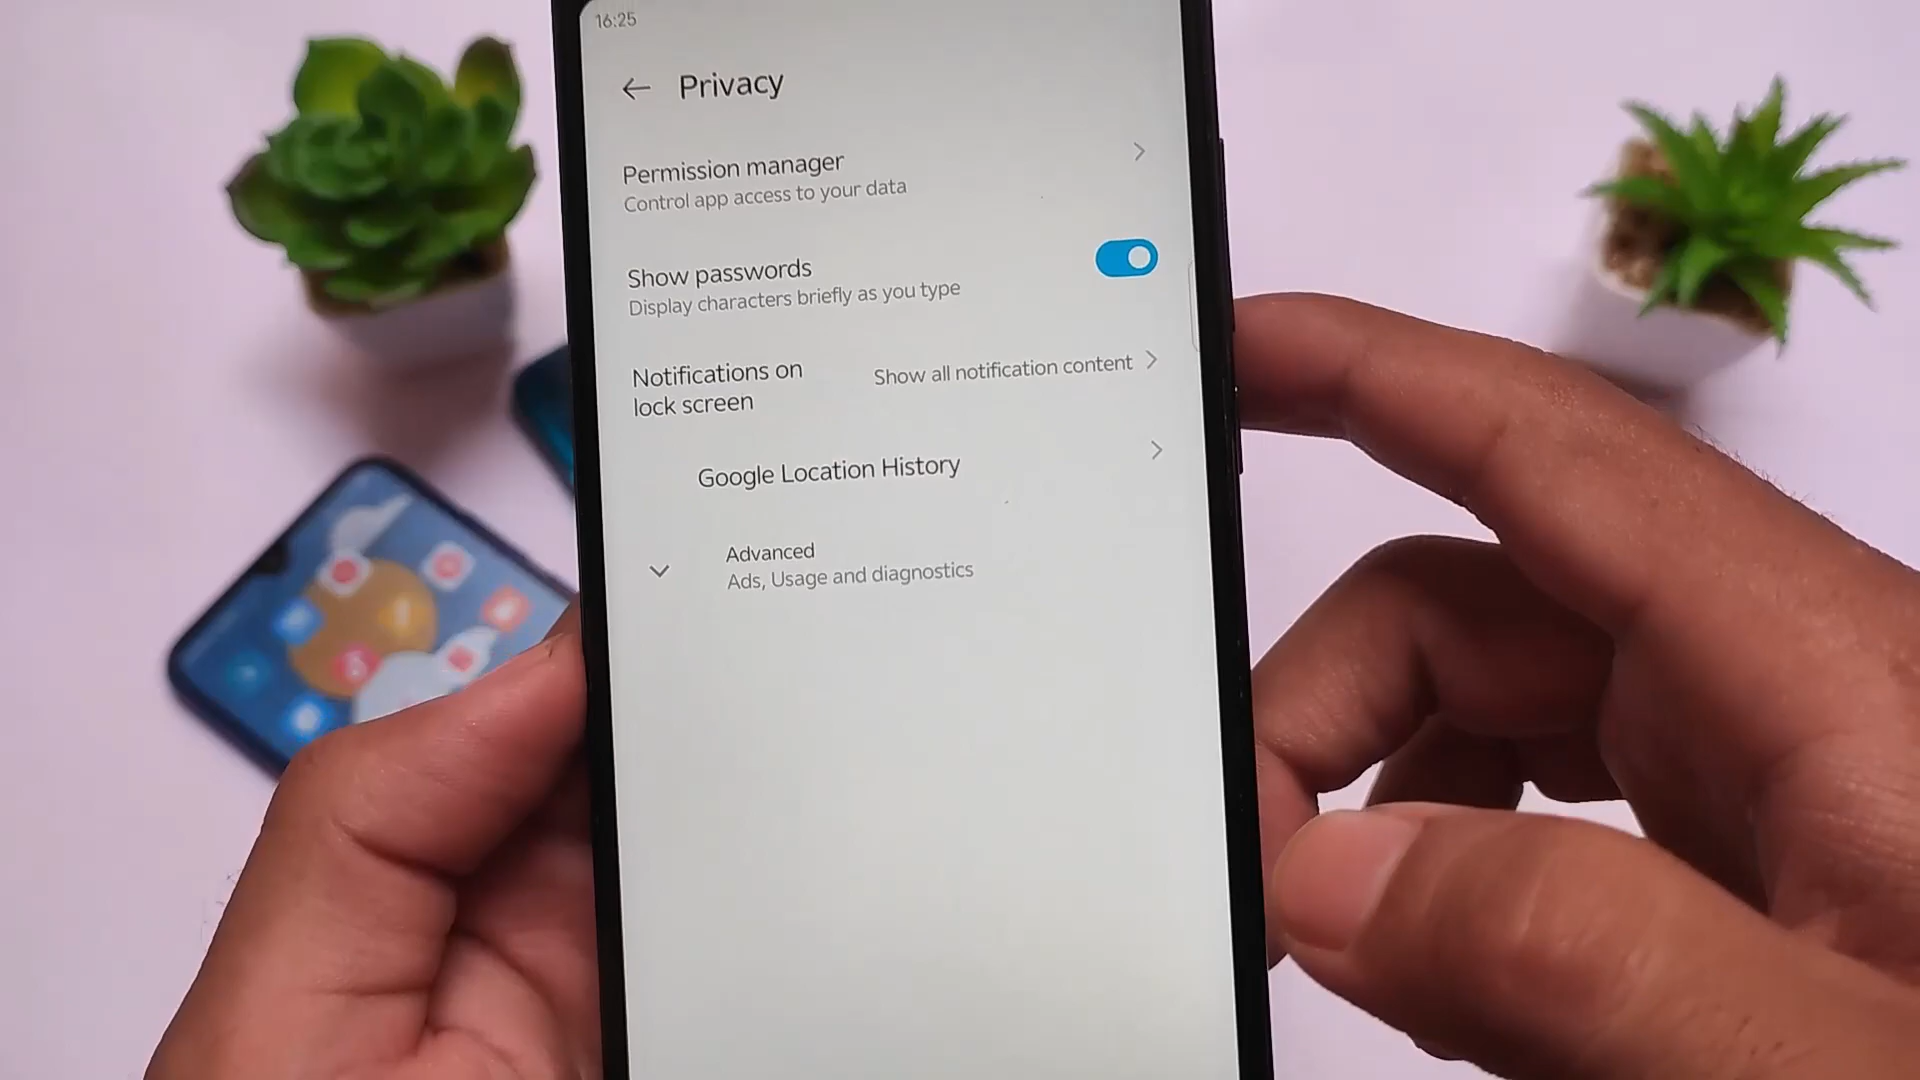 16:25
Privacy
Permission manager
Control app access to your data
Show passwords
Display characters briefly as you type
Notifications on
lock screen
Show all notification content
Google Location History
Advanced
Ads, Usage and diagnostics